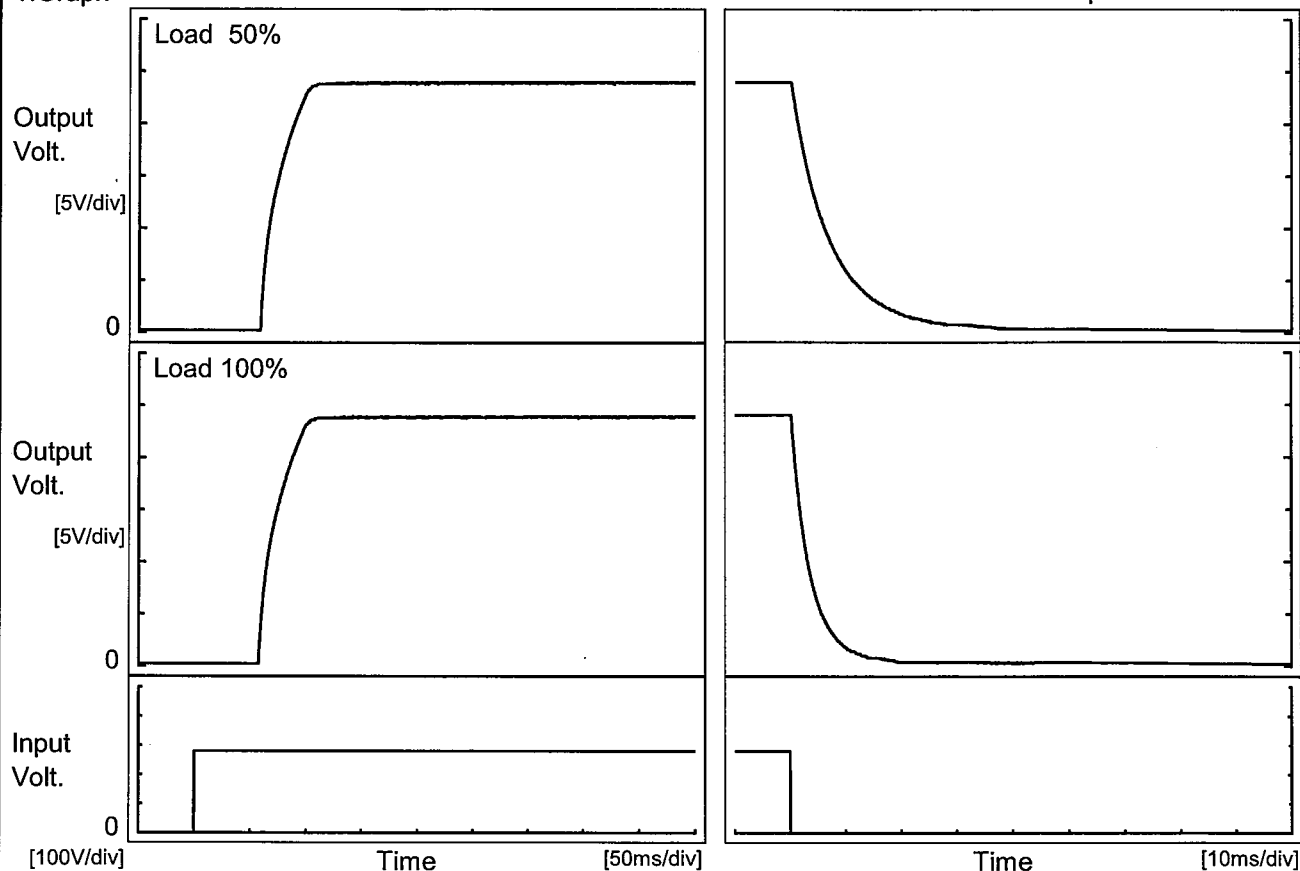 Load 50%
Output
Volt.
[5V/div]
0
Load 100%
Output
Volt.
[5V/div]
0
Input
Volt.
0
[100V/div]
Time
[50ms/div]
Time
[10ms/div]